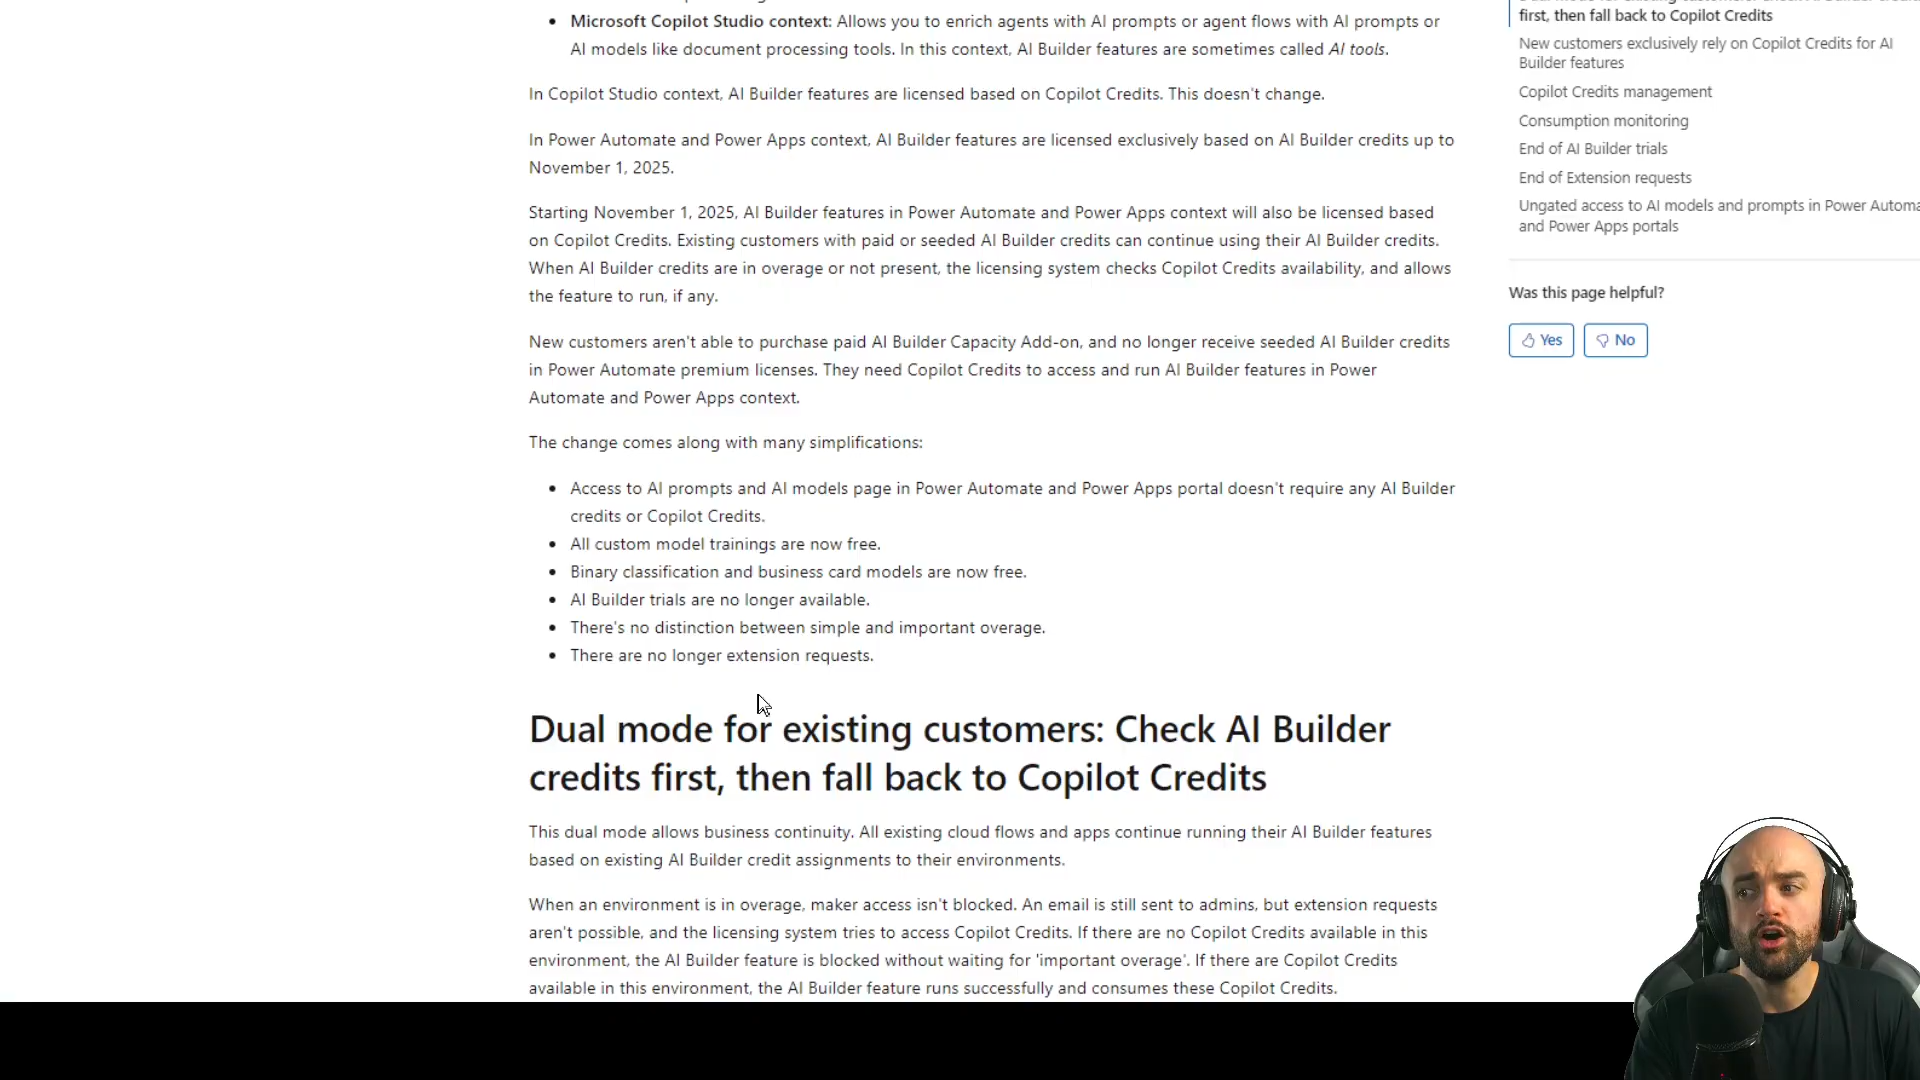 Microsoft Copilot Studio context: Allows you to enrich agents with AI prompts or agent flows with AI prompts or
AI models like document processing tools. In this context, AI Builder features are sometimes called AI tools.
In Copilot Studio context, AI Builder features are licensed based on Copilot Credits. This doesn't change.
In Power Automate and Power Apps context, AI Builder features are licensed exclusively based on AI Builder credits up to
November 1, 2025.
Starting November 1, 2025, AI Builder features in Power Automate and Power Apps context will also be licensed based
on Copilot Credits. Existing customers with paid or seeded AI Builder credits can continue using their AI Builder credits.
When AI Builder credits are in overage or not present, the licensing system checks Copilot Credits availability, and allows
the feature to run, if any.
New customers aren't able to purchase paid AI Builder Capacity Add-on, and no longer receive seeded AI Builder credits
in Power Automate premium licenses. They need Copilot Credits to access and run AI Builder features in Power
Automate and Power Apps context.
The change comes along with many simplifications:
Access to AI prompts and AI models page in Power Automate and Power Apps portal doesn't require any AI Builder
credits or Copilot Credits.
All custom model trainings are now free.
Binary classification and business card models are now free.
AI Builder trials are no longer available.
There's no distinction between simple and important overage.
There are no longer extension requests.
Dual mode for existing customers: Check AI Builder
credits first, then fall back to Copilot Credits
This dual mode allows business continuity. All existing cloud flows and apps continue running their AI Builder features
based on existing AI Builder credit assignments to their environments.
When an environment is in overage, maker access isn't blocked. An email is still sent to admins, but extension requests
aren't possible, and the licensing system tries to access Copilot Credits. If there are no Copilot Credits available in this
environment, the AI Builder feature is blocked without waiting for 'important overage'. If there are Copilot Credits
available in this environment, the AI Builder feature runs successfully and consumes these Copilot Credits.
first, then fall back to Copilot Credits
New customers exclusively rely on Copilot Credits for AI
Builder features
Copilot Credits management
Consumption monitoring
End of AI Builder trials
End of Extension requests
Ungated access to AI models and prompts in Power Automa
and Power Apps portals
Was this page helpful?
Yes
No